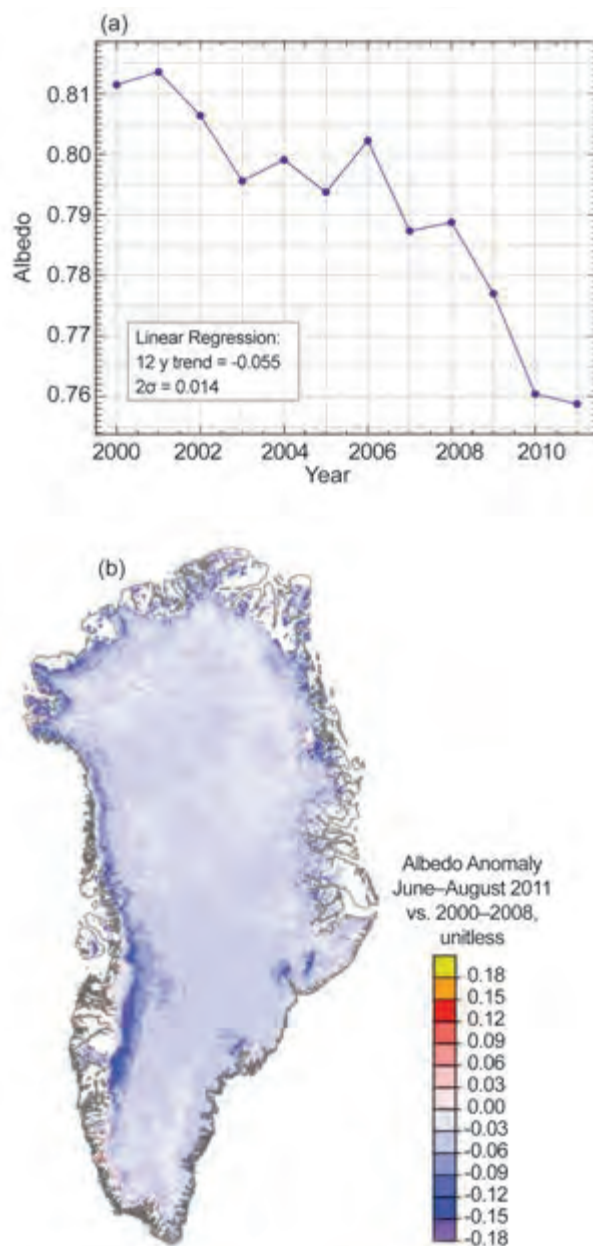 (a)
0.81
0.80
0.79
0.78
0.77
0.76
Albedo
Linear Regression:
12 y trend = -0.055
2σ = 0.014
2000 2002 2004 2006 2008 2010
Year
(b)
Albedo Anomaly
June–August 2011
vs. 2000–2008,
unitless
0.18
0.15
0.12
0.09
0.06
0.03
0.00
-0.03
-0.06
-0.09
-0.12
-0.15
-0.18